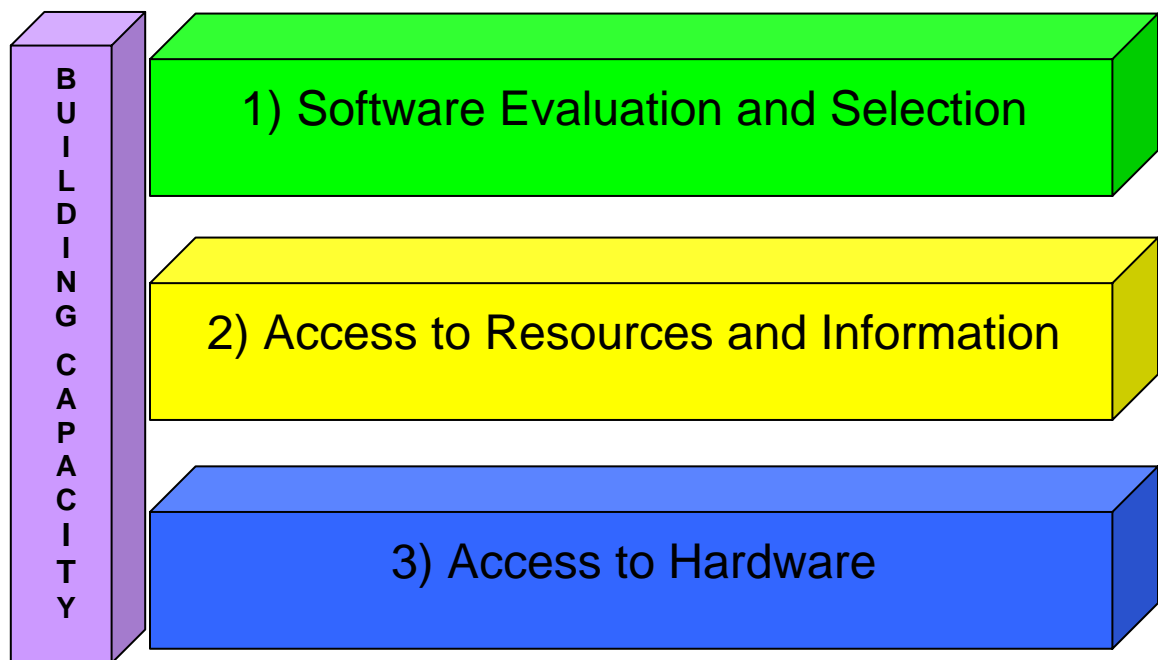 BUILDING CAPACITY
1) Software Evaluation and Selection
2) Access to Resources and Information
3) Access to Hardware